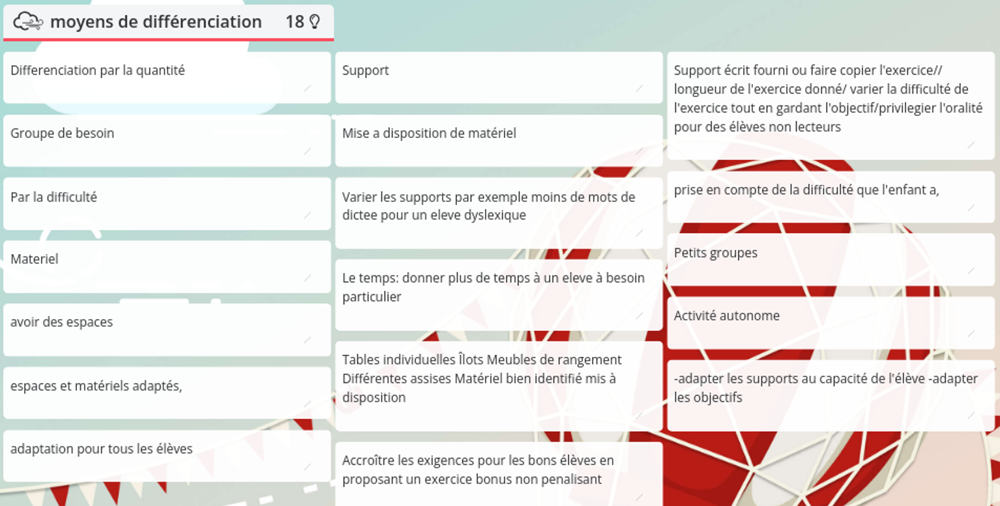 moyens de différenciation 18
Differenciation par la quantité
Groupe de besoin
Par la difficulté
Materiel
avoir des espaces
espaces et matériels adaptés,
adaptation pour tous les élèves
Support
Mise a disposition de matériel
Varier les supports par exemple moins de mots de
dictee pour un eleve dyslexique
Le temps: donner plus de temps à un eleve à besoin
particulier
Tables individuelles Îlots Meubles de rangement
Différentes assises Matériel bien identifié mis à
disposition
Accroître les exigences pour les bons élèves en
proposant un exercice bonus non penalisant
Support écrit fourni ou faire copier l'exercice//
longueur de l'exercice donné/ varier la difficulté de
l'exercice tout en gardant l'objectif/privilegier l'oralité
pour des élèves non lecteurs
prise en compte de la difficulté que l'enfant a,
Petits groupes
Activité autonome
-adapter les supports au capacité de l'élève -adapter
les objectifs